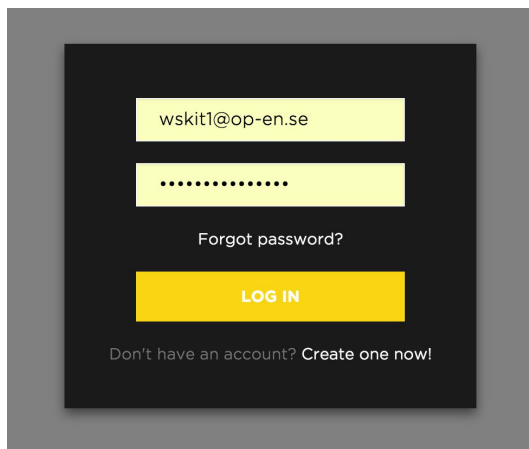 wskit1@op-en.se
•••••••••••••••
Forgot password?
LOG IN
Don't have an account? Create one now!